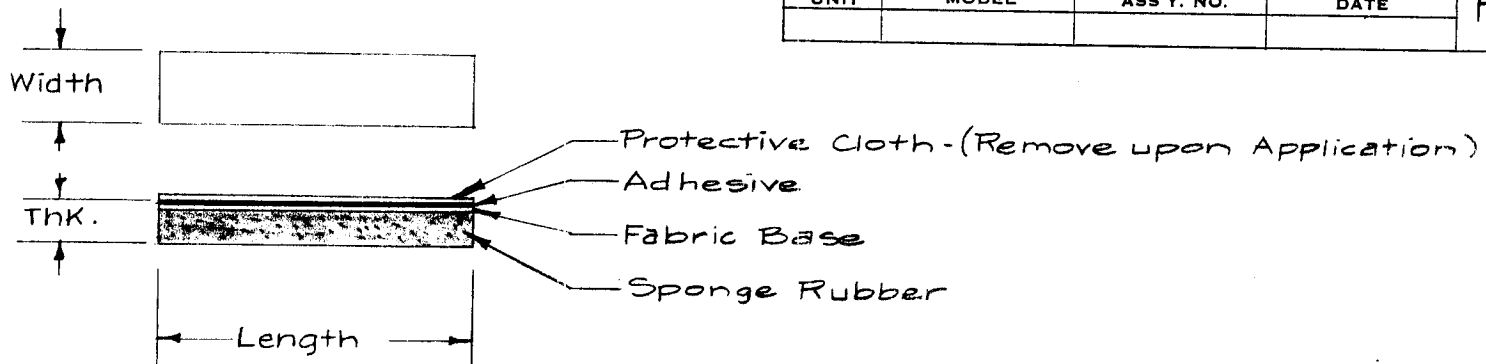 UNIT MODEL ASS'Y. NO. DATE
Width
Protective Cloth-(Remove upon Application)
Adhesive
Thk.
Fabric Base
Sponge Rubber
Length